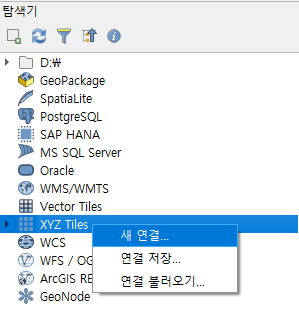 탐색기
D:\
GeoPackage
SpatiaLite
PostgreSQL
SAP HANA
MS SQL Server
Oracle
WMS/WMTS
Vector Tiles
XYZ Tiles
새 연결...
WCS
연결 저장...
WFS / OG
연결 불러오기...
ArcGIS RE
GeoNode